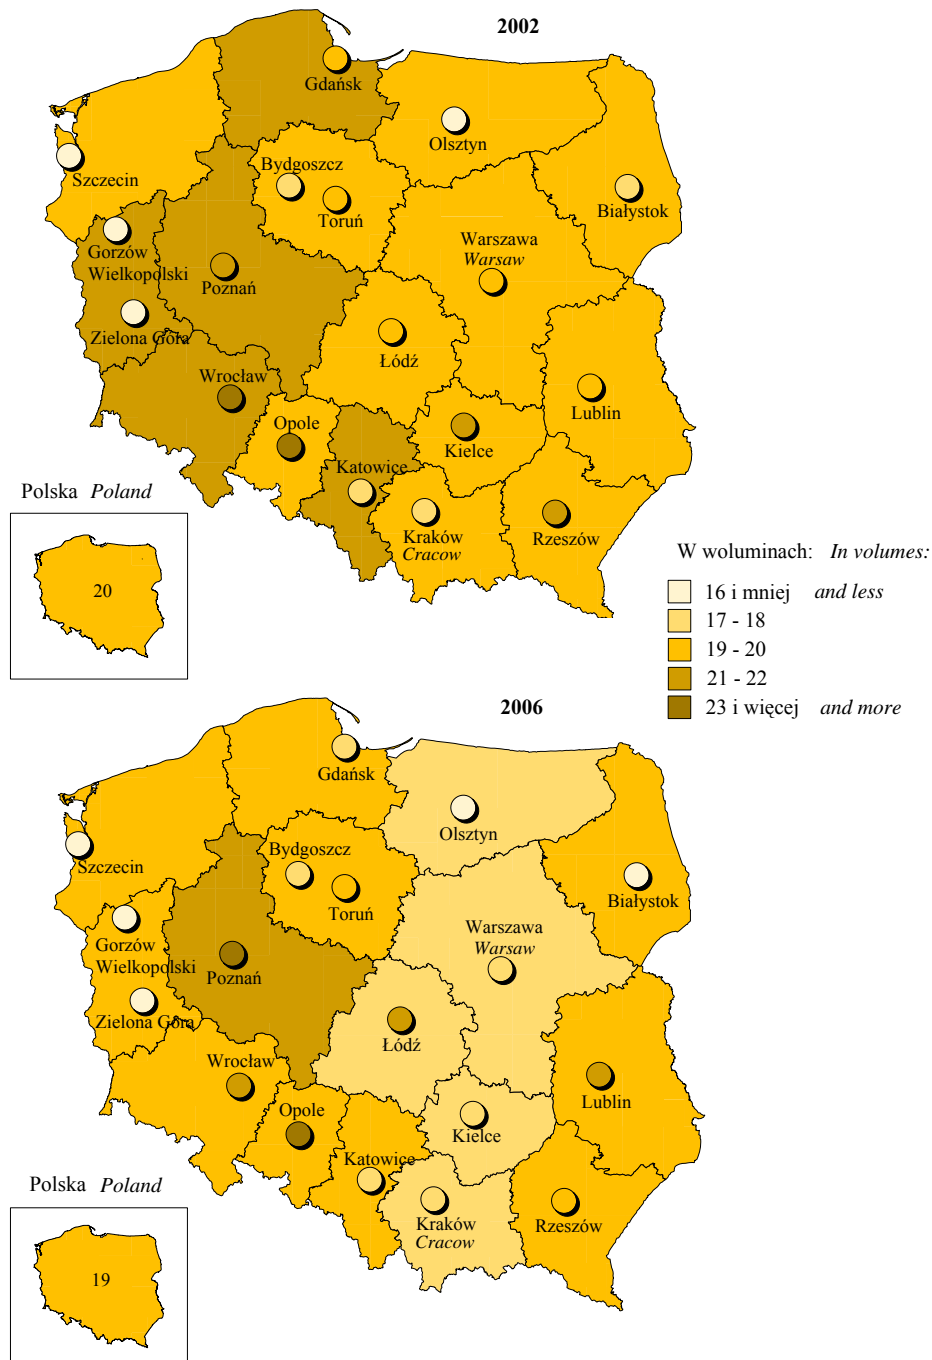 2002
Gdańsk
Olsztyn
Szczecin
Bydgoszcz
Białystok
Toruń
Gorzów
Wielkopolski
Warszawa
Warsaw
Poznań
Zielona Góra
Łódź
Wrocław
Lublin
Opole
Kielce
Katowice
Kraków
Cracow
Rzeszów
Polska Poland
20
W woluminach: In volumes:
16 i mniej and less
17 - 18
19 - 20
21 - 22
23 i więcej and more
2006
Gdańsk
Olsztyn
Szczecin
Bydgoszcz
Białystok
Toruń
Gorzów
Wielkopolski
Warszawa
Warsaw
Poznań
Zielona Góra
Łódź
Wrocław
Lublin
Opole
Kielce
Katowice
Kraków
Cracow
Rzeszów
Polska Poland
19